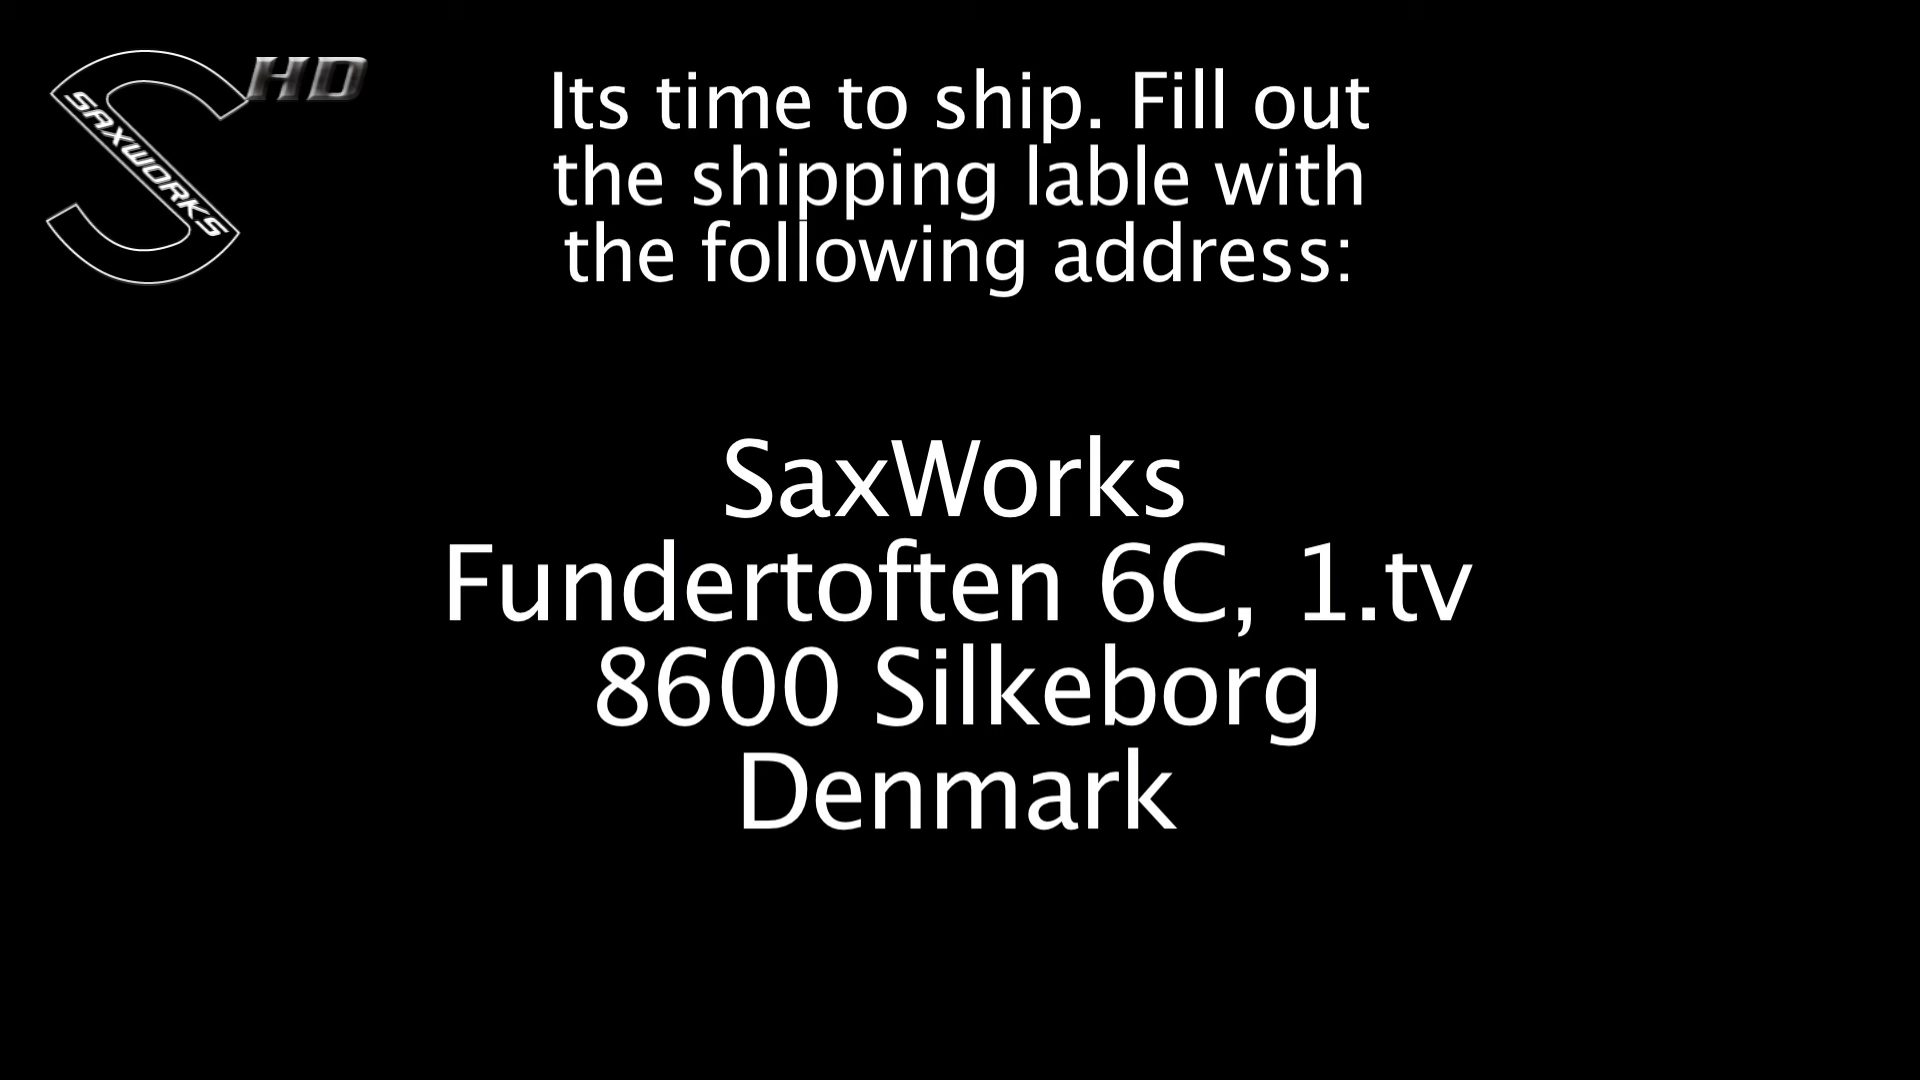 SAXWORKS
HD
Its time to ship. Fill out
the shipping lable with
the following address:
SaxWorks
Fundertoften 6C, 1.tv
8600 Silkeborg
Denmark